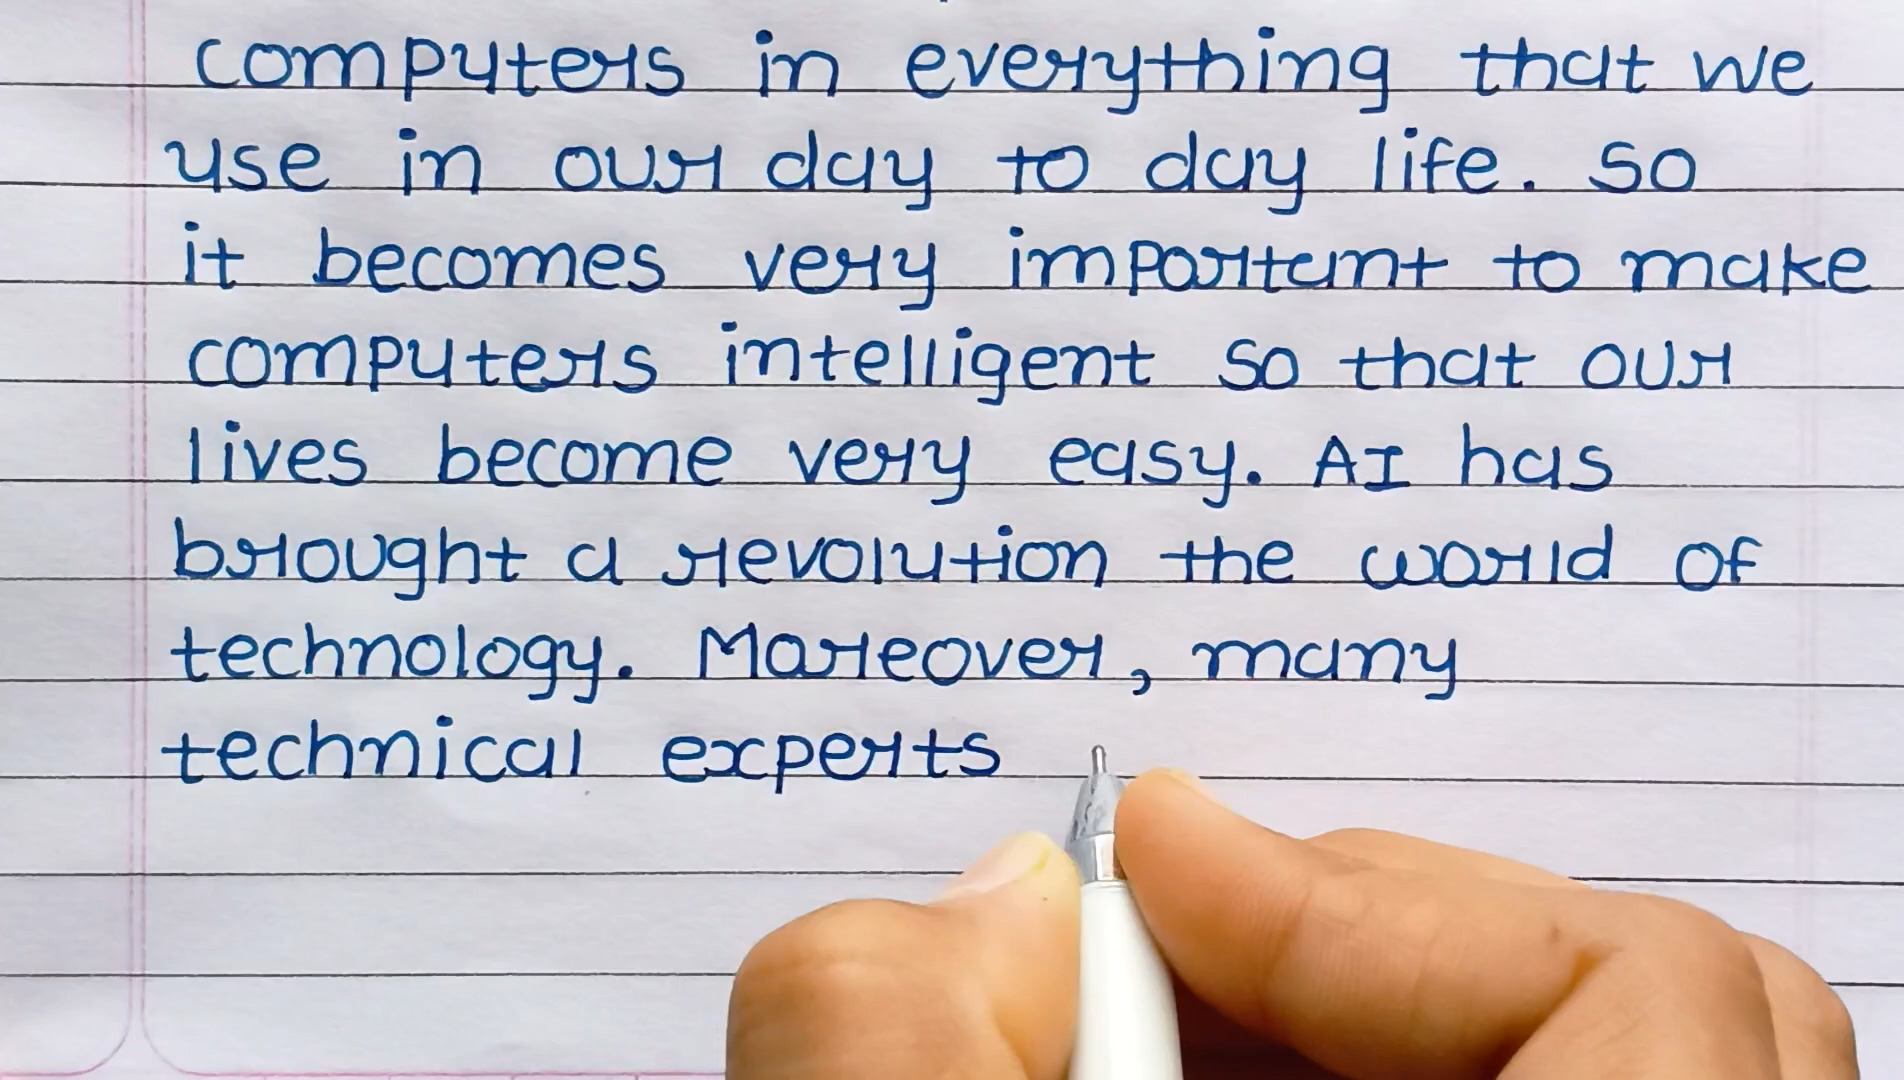 computers in everything that we
use in our day to day life. So
it becomes very important to make
computers intelligent so that our
lives become very easy. AI has
brought a revolution the world of
technology. Moreover, many
technical experts